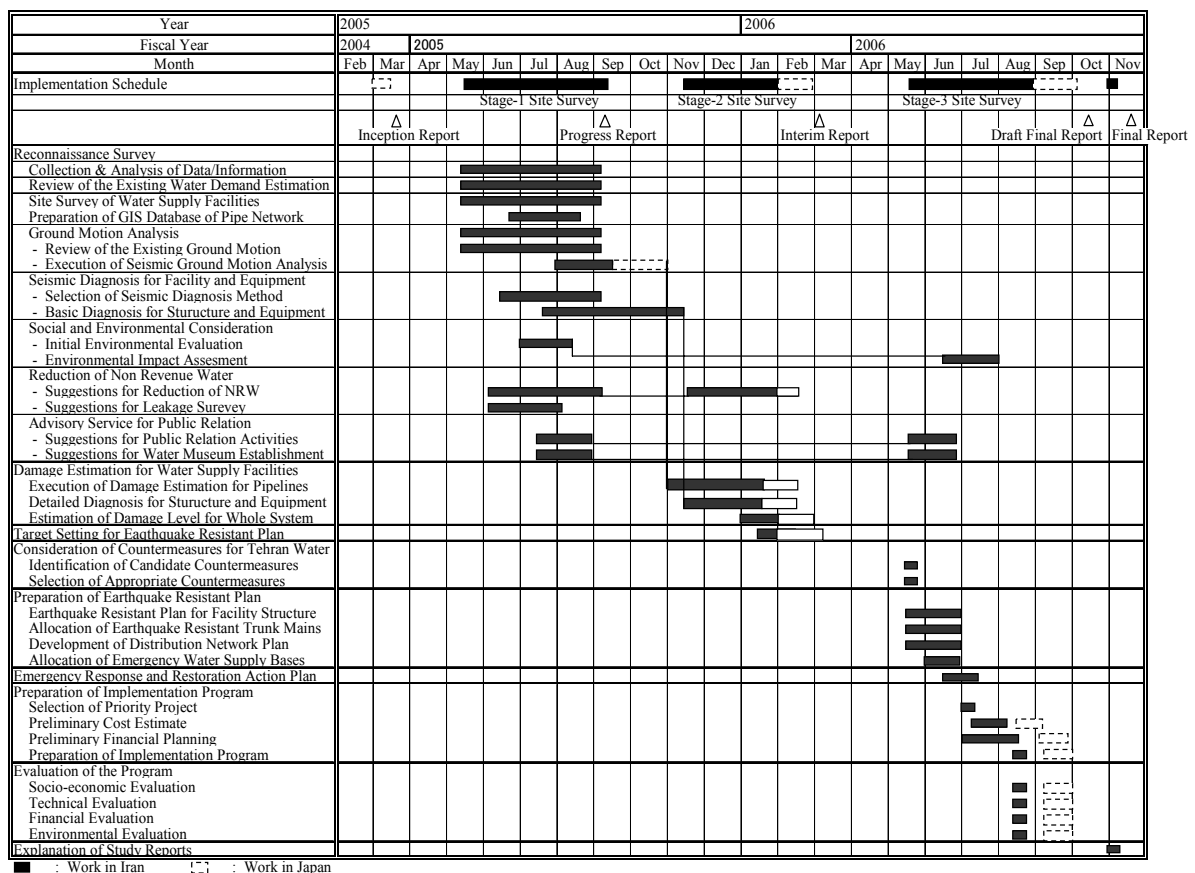 Year 2005 2006
Fiscal Year 2004 2005 2006
Month Feb Mar Apr May Jun Jul Aug Sep Oct Nov Dec Jan Feb Mar Apr May Jun Jul Aug Sep Oct Nov
Implementation Schedule
Stage-1 Site Survey Stage-2 Site Survey Stage-3 Site Survey
Inception Report Progress Report Interim Report Draft Final Report Final Report
Reconnaissance Survey
Collection & Analysis of Data/Information
Review of the Existing Water Demand Estimation
Site Survey of Water Supply Facilities
Preparation of GIS Database of Pipe Network
Ground Motion Analysis
- Review of the Existing Ground Motion
- Execution of Seismic Ground Motion Analysis
Seismic Diagnosis for Facility and Equipment
- Selection of Seismic Diagnosis Method
- Basic Diagnosis for Sturucture and Equipment
Social and Environmental Consideration
- Initial Environmental Evaluation
- Environmental Impact Assesment
Reduction of Non Revenue Water
- Suggestions for Reduction of NRW
- Suggestions for Leakage Surevey
Advisory Service for Public Relation
- Suggestions for Public Relation Activities
- Suggestions for Water Museum Establishment
Damage Estimation for Water Supply Facilities
Execution of Damage Estimation for Pipelines
Detailed Diagnosis for Sturucture and Equipment
Estimation of Damage Level for Whole System
Target Setting for Eaqthquake Resistant Plan
Consideration of Countermeasures for Tehran Water
Identification of Candidate Countermeasures
Selection of Appropriate Countermeasures
Preparation of Earthquake Resistant Plan
Earthquake Resistant Plan for Facility Structure
Allocation of Earthquake Resistant Trunk Mains
Development of Distribution Network Plan
Allocation of Emergency Water Supply Bases
Emergency Response and Restoration Action Plan
Preparation of Implementation Program
Selection of Priority Project
Preliminary Cost Estimate
Preliminary Financial Planning
Preparation of Implementation Program
Evaluation of the Program
Socio-economic Evaluation
Technical Evaluation
Financial Evaluation
Environmental Evaluation
Explanation of Study Reports
: Work in Iran : Work in Japan